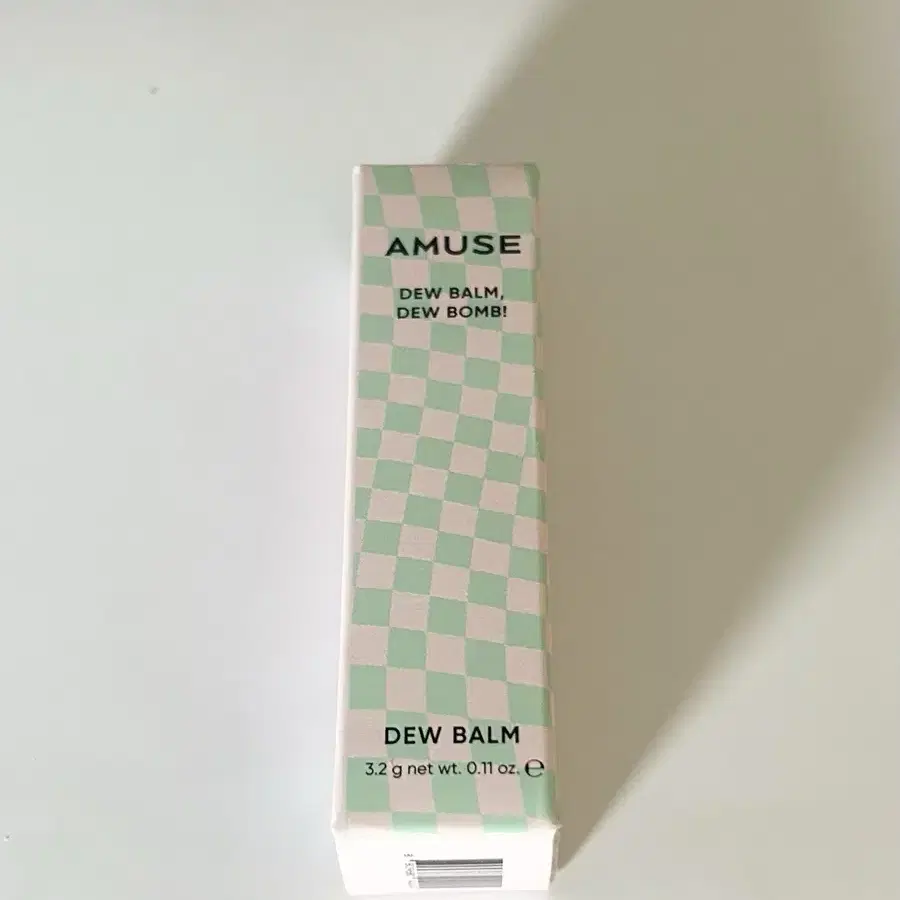 AMUSE
DEW BALM,
DEW BOMB!
DEW BALM
3.2 g net wt. 0.11 oz. ℮